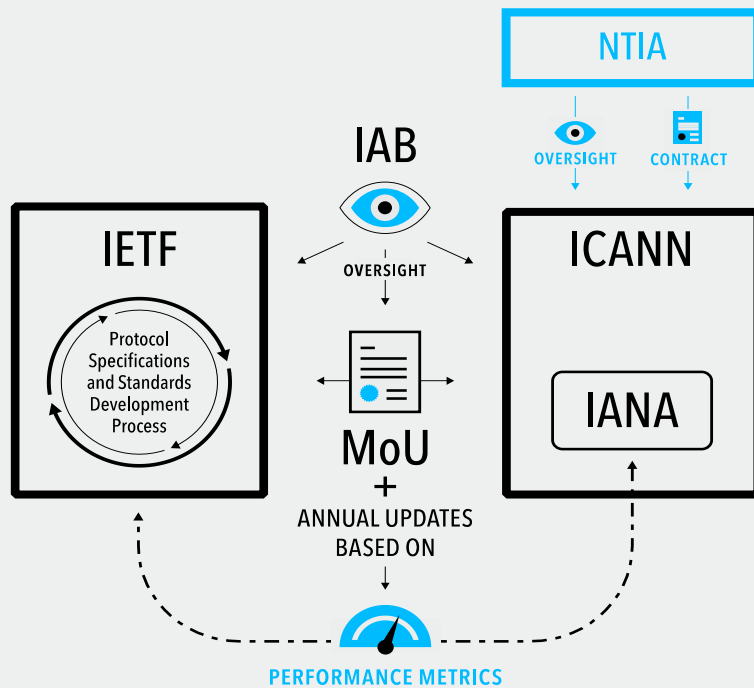 NTIA
OVERSIGHT
CONTRACT
IAB
OVERSIGHT
IETF
Protocol
Specifications
and Standards
Development
Process
ICANN
IANA
MoU
+
ANNUAL UPDATES
BASED ON
PERFORMANCE METRICS